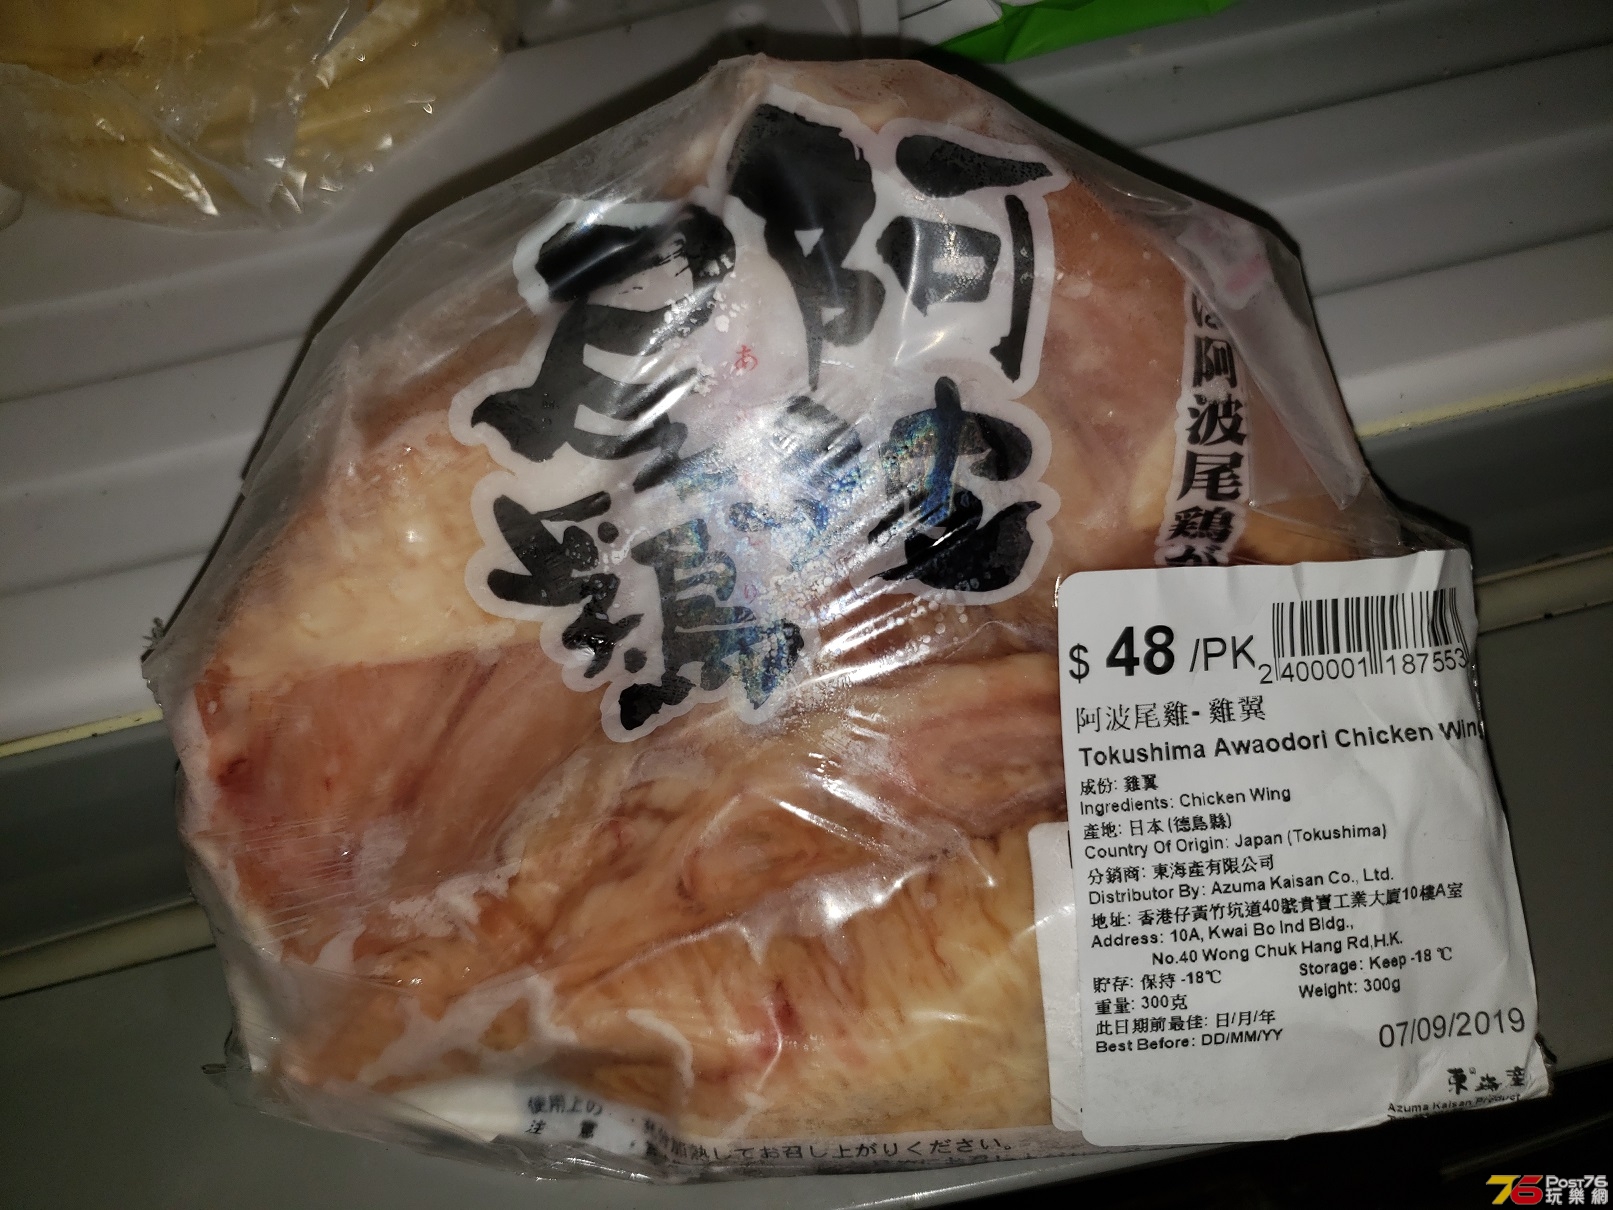 阿波
尾鶏
あ
は阿波尾鶏が
$ 48 /PK
2 400001 187553
阿波尾雞- 雞翼
Tokushima Awaodori Chicken Wing
成份: 雞翼
Ingredients: Chicken Wing
產地: 日本 (德島縣)
Country Of Origin: Japan (Tokushima)
分銷商: 東海產有限公司
Distributor By: Azuma Kaisan Co., Ltd.
地址: 香港仔黃竹坑道40號貴寶工業大廈10樓A室
Address: 10A, Kwai Bo Ind Bldg.,
No.40 Wong Chuk Hang Rd,H.K.
貯存: 保持 -18℃ Storage: Keep -18 ℃
重量: 300克 Weight: 300g
此日期前最佳: 日/月/年
Best Before: DD/MM/YY
07/09/2019
東海產
Azuma Kaisan Product
使用上の
注意
加熱してお召し上がりください。
76 Post76
玩樂網